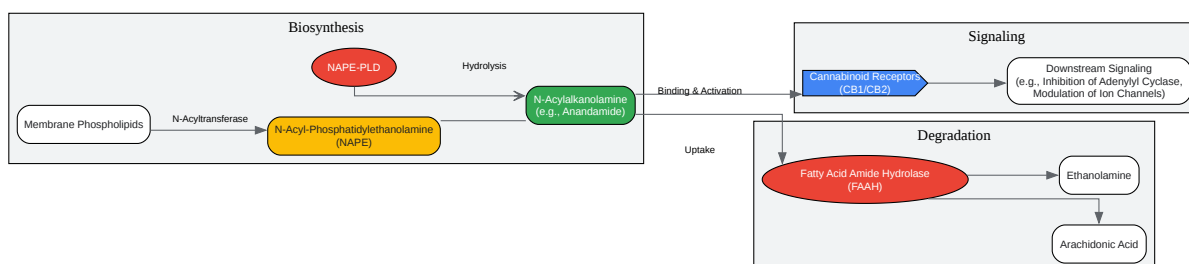 Biosynthesis
NAPE-PLD
Hydrolysis
Membrane Phospholipids
N-Acyltransferase
N-Acyl-Phosphatidylethanolamine
(NAPE)
N-Acylalkanolamine
(e.g., Anandamide)
Binding & Activation
Uptake
Signaling
Cannabinoid Receptors
(CB1/CB2)
Downstream Signaling
(e.g., Inhibition of Adenylyl Cyclase,
Modulation of Ion Channels)
Degradation
Fatty Acid Amide Hydrolase
(FAAH)
Ethanolamine
Arachidonic Acid